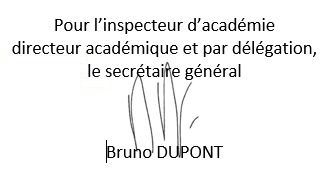 Pour l’inspecteur d’académie
directeur académique et par délégation,
le secrétaire général
Bruno DUPONT